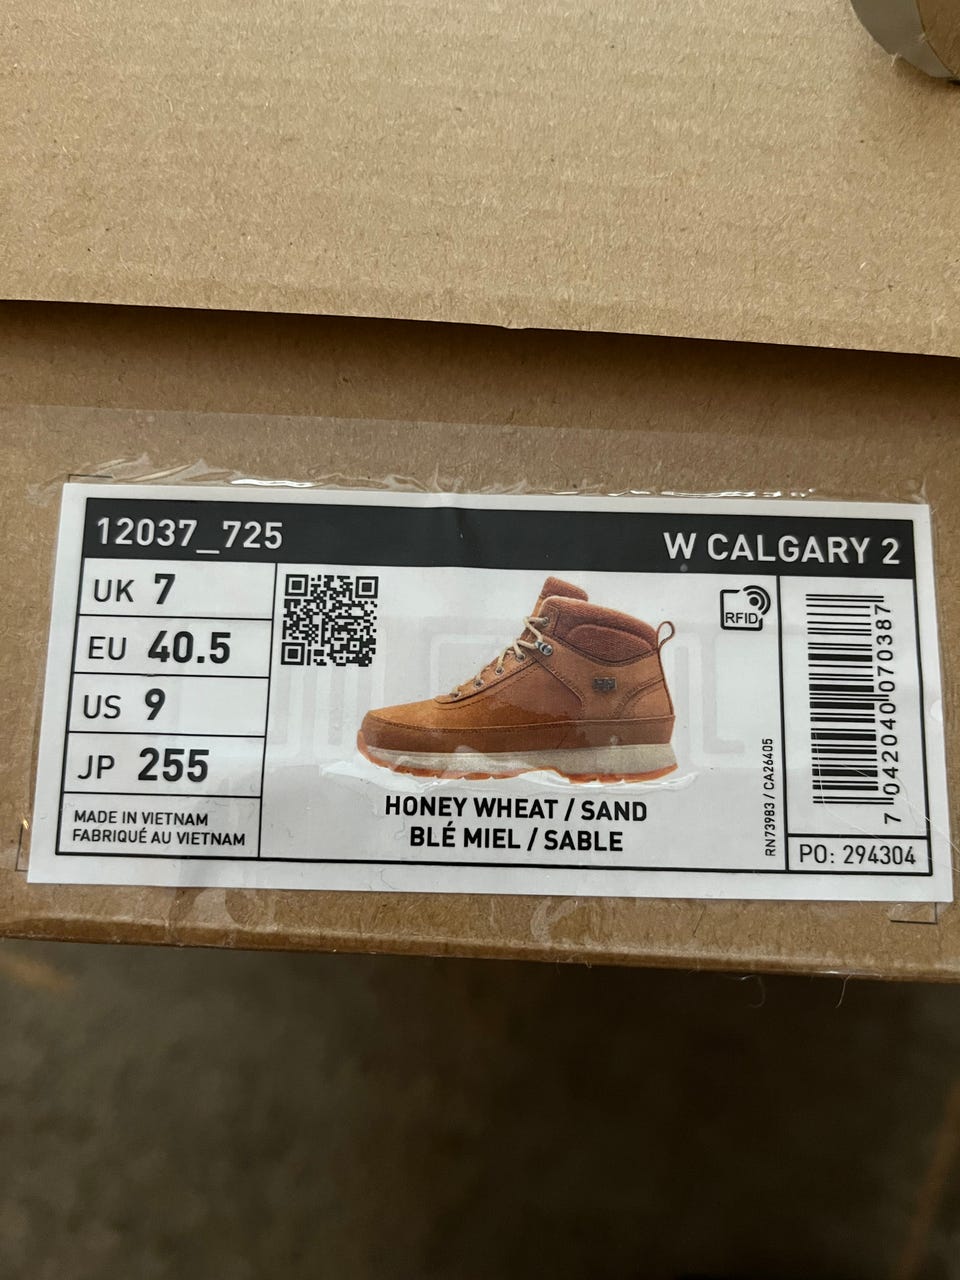 12037_725
W CALGARY 2
UK 7
EU 40.5
US 9
JP 255
MADE IN VIETNAM
FABRIQUÉ AU VIETNAM
HH
HONEY WHEAT / SAND
BLÉ MIEL / SABLE
RFID
RN73983 / CA26405
7 042040 070387
PO: 294304